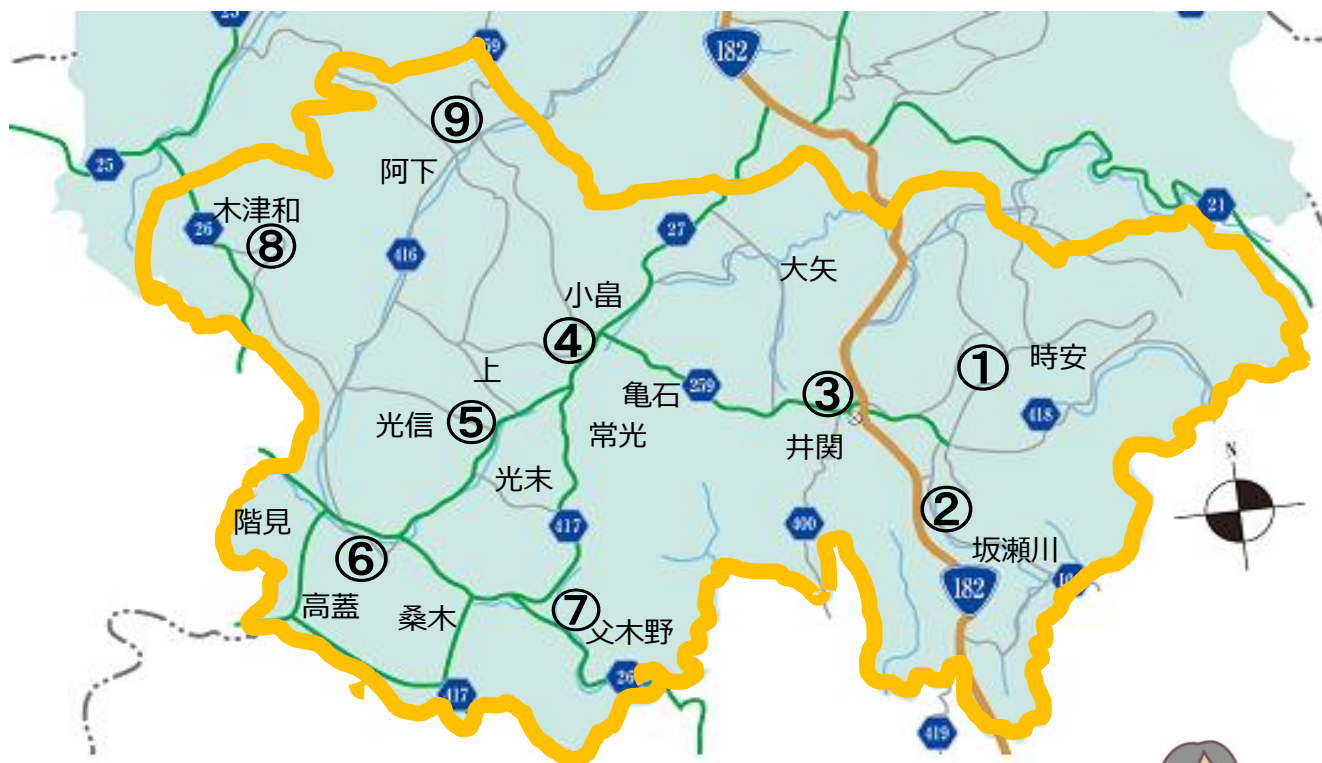 182
25
26
木津和
⑧
⑨
阿下
416
27
21
大矢
小畠
④
上
亀石
259
③
①
時安
418
光信
⑤
常光
井関
光末
417
400
②
坂瀬川
182
階見
⑥
高蓋
桑木
⑦
父木野
26
417
419
N